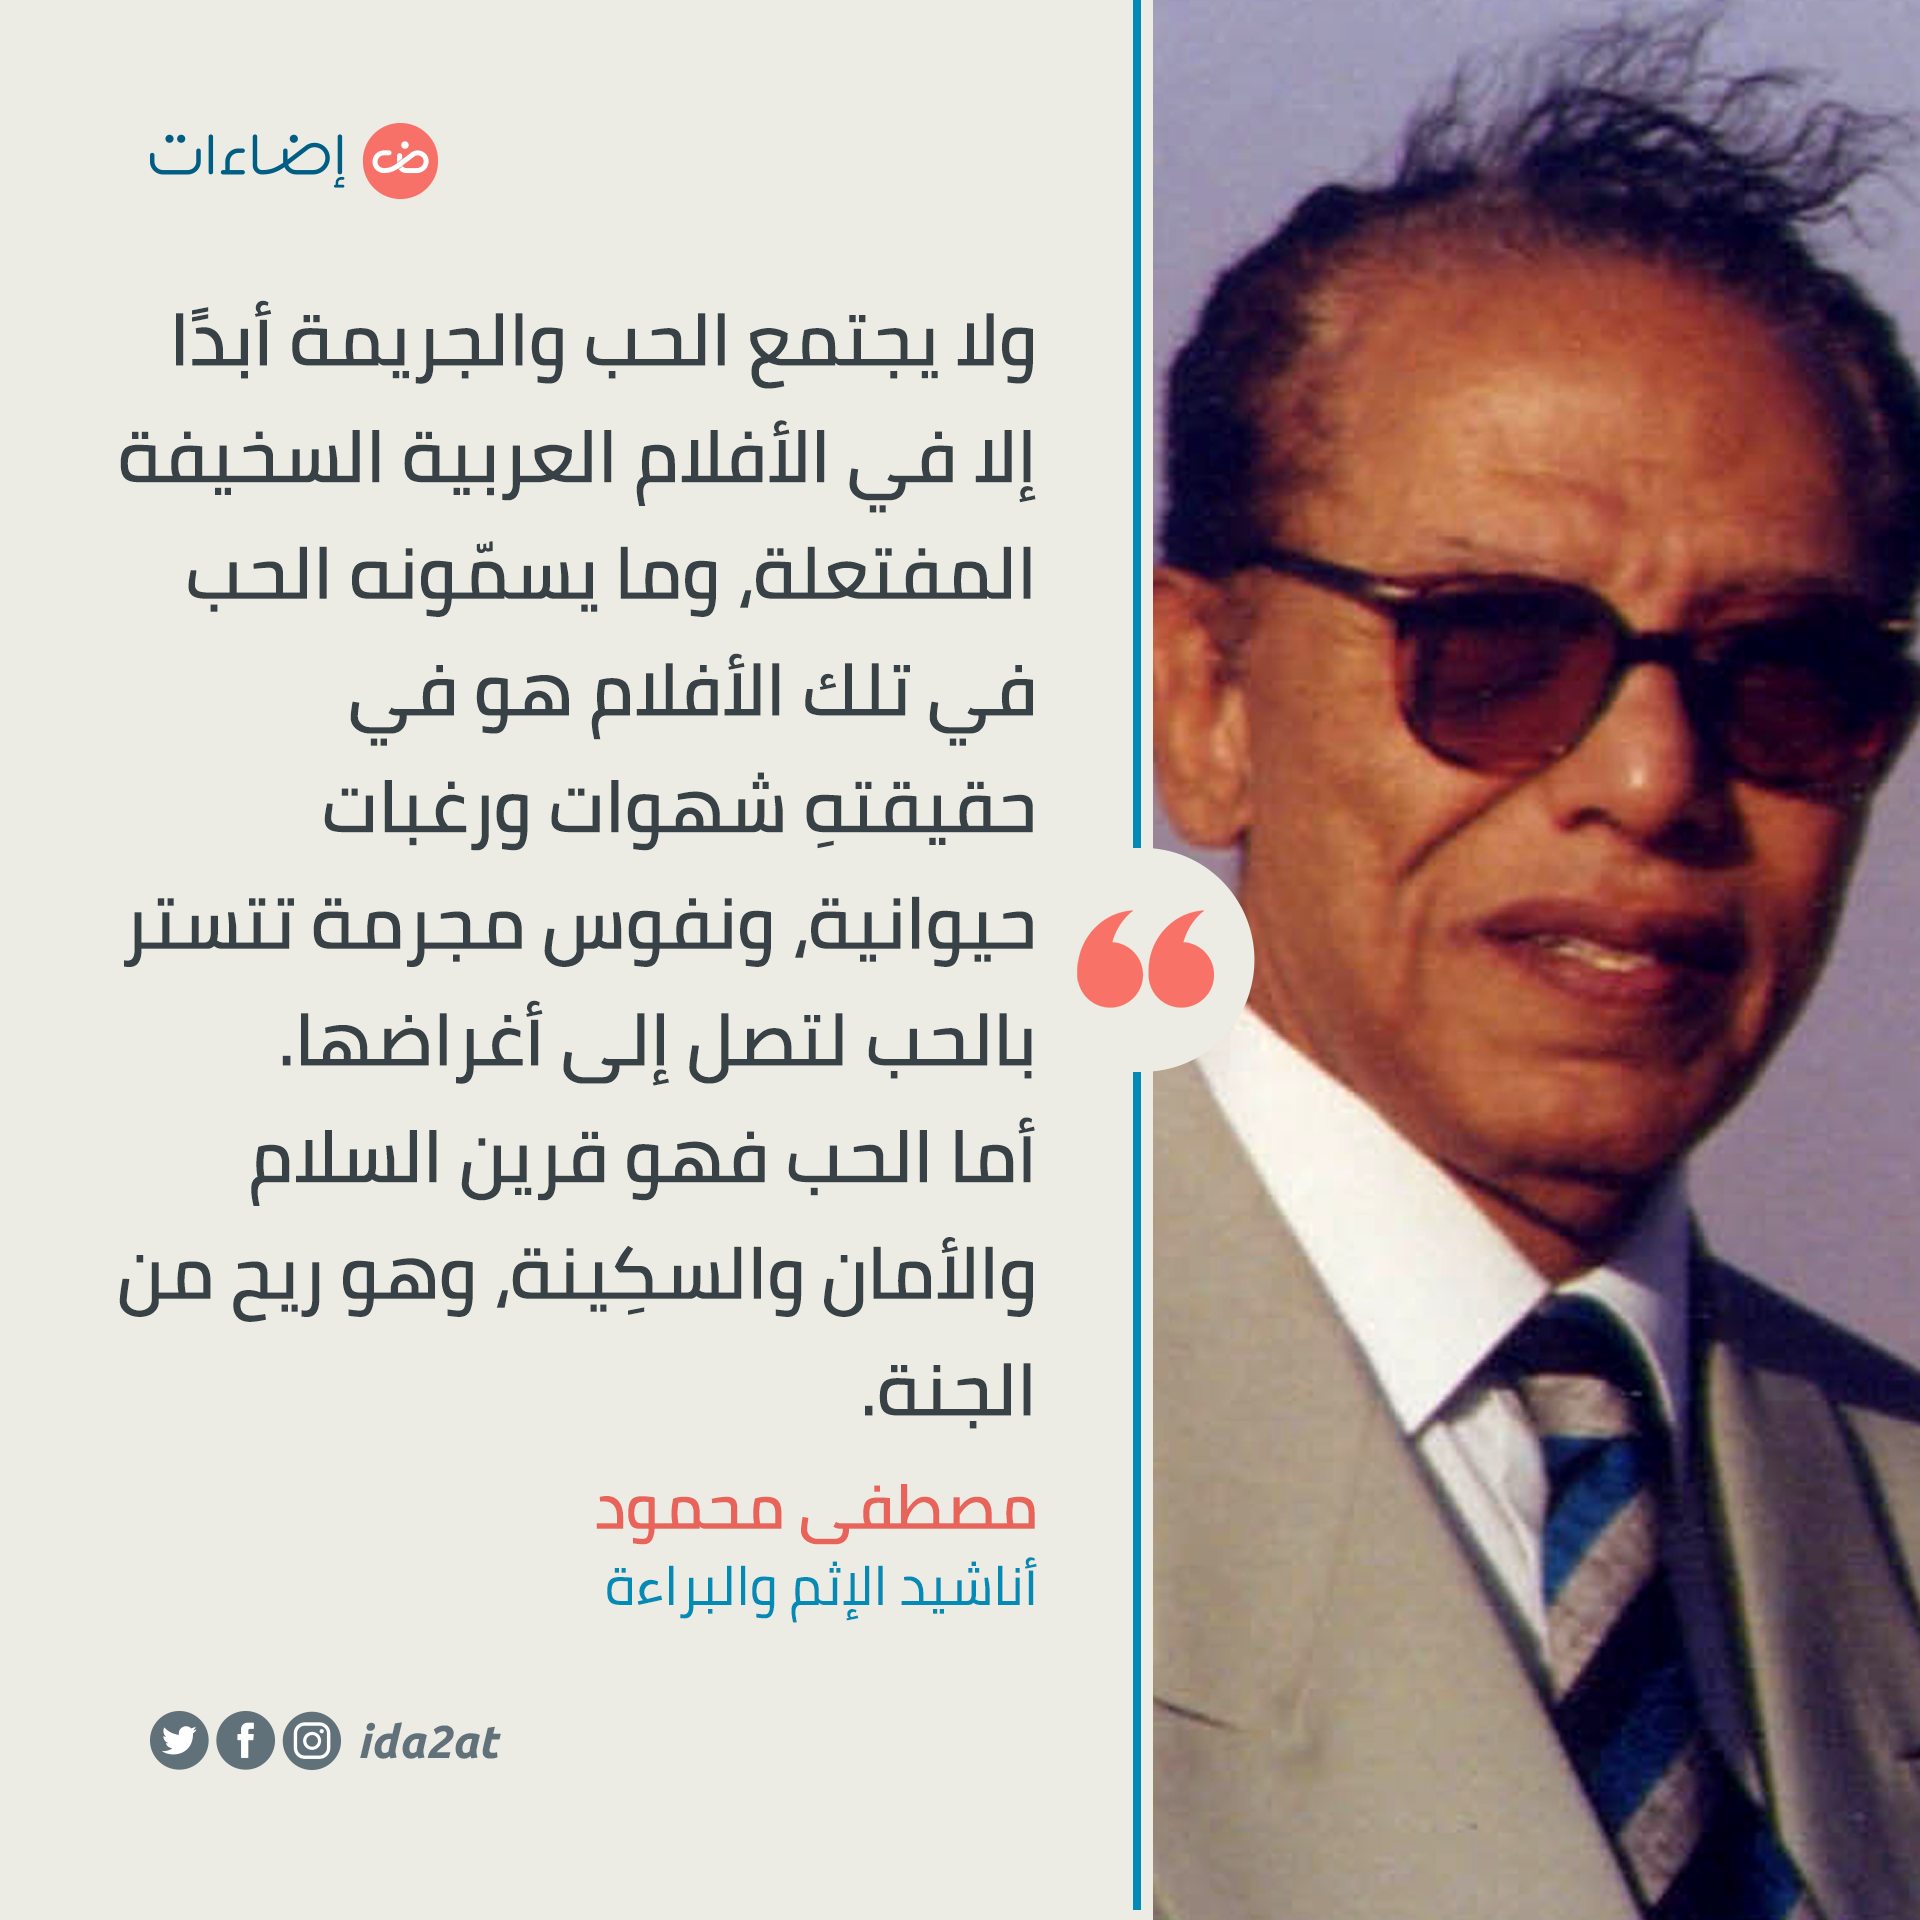 إضاءات
ولا يجتمع الحب والجريمة أبدًا
إلا في الأفلام العربية السخيفة
المفتعلة، وما يسمّونه الحب
في تلك الأفلام هو في
حقيقتهِ شهوات ورغبات
حيوانية، ونفوس مجرمة تتستر
بالحب لتصل إلى أغراضها.
أما الحب فهو قرين السلام
والأمان والسكِينة، وهو ريح من
الجنة.
مصطفى محمود
أناشيد الإثم والبراءة
ida2at